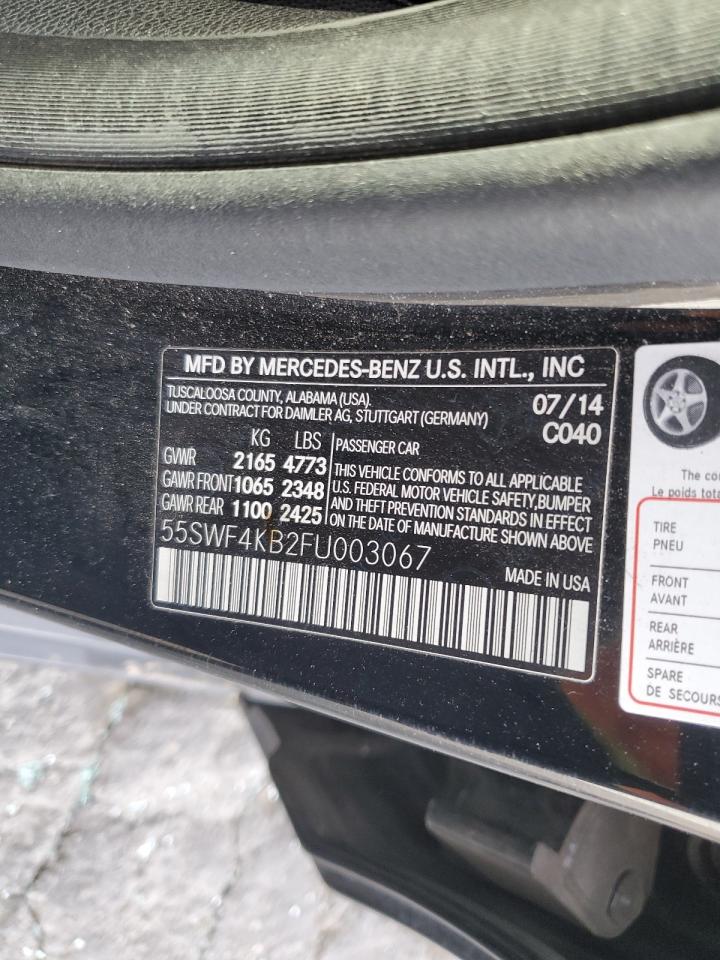 MFD BY MERCEDES-BENZ U.S. INTL., INC
TUSCALOOSA COUNTY, ALABAMA (USA).
UNDER CONTRACT FOR DAIMLER AG, STUTTGART (GERMANY)
07/14
C040
KG LBS
GVWR 2165 4773
GAWR FRONT 1065 2348
GAWR REAR 1100 2425
PASSENGER CAR
THIS VEHICLE CONFORMS TO ALL APPLICABLE
U.S. FEDERAL MOTOR VEHICLE SAFETY, BUMPER
AND THEFT PREVENTION STANDARDS IN EFFECT
ON THE DATE OF MANUFACTURE SHOWN ABOVE
55SWF4KB2FU003067
MADE IN USA
The
Le poids
TIRE
PNEU
FRONT
AVANT
REAR
ARRIÈRE
SPARE
DE SECOURS